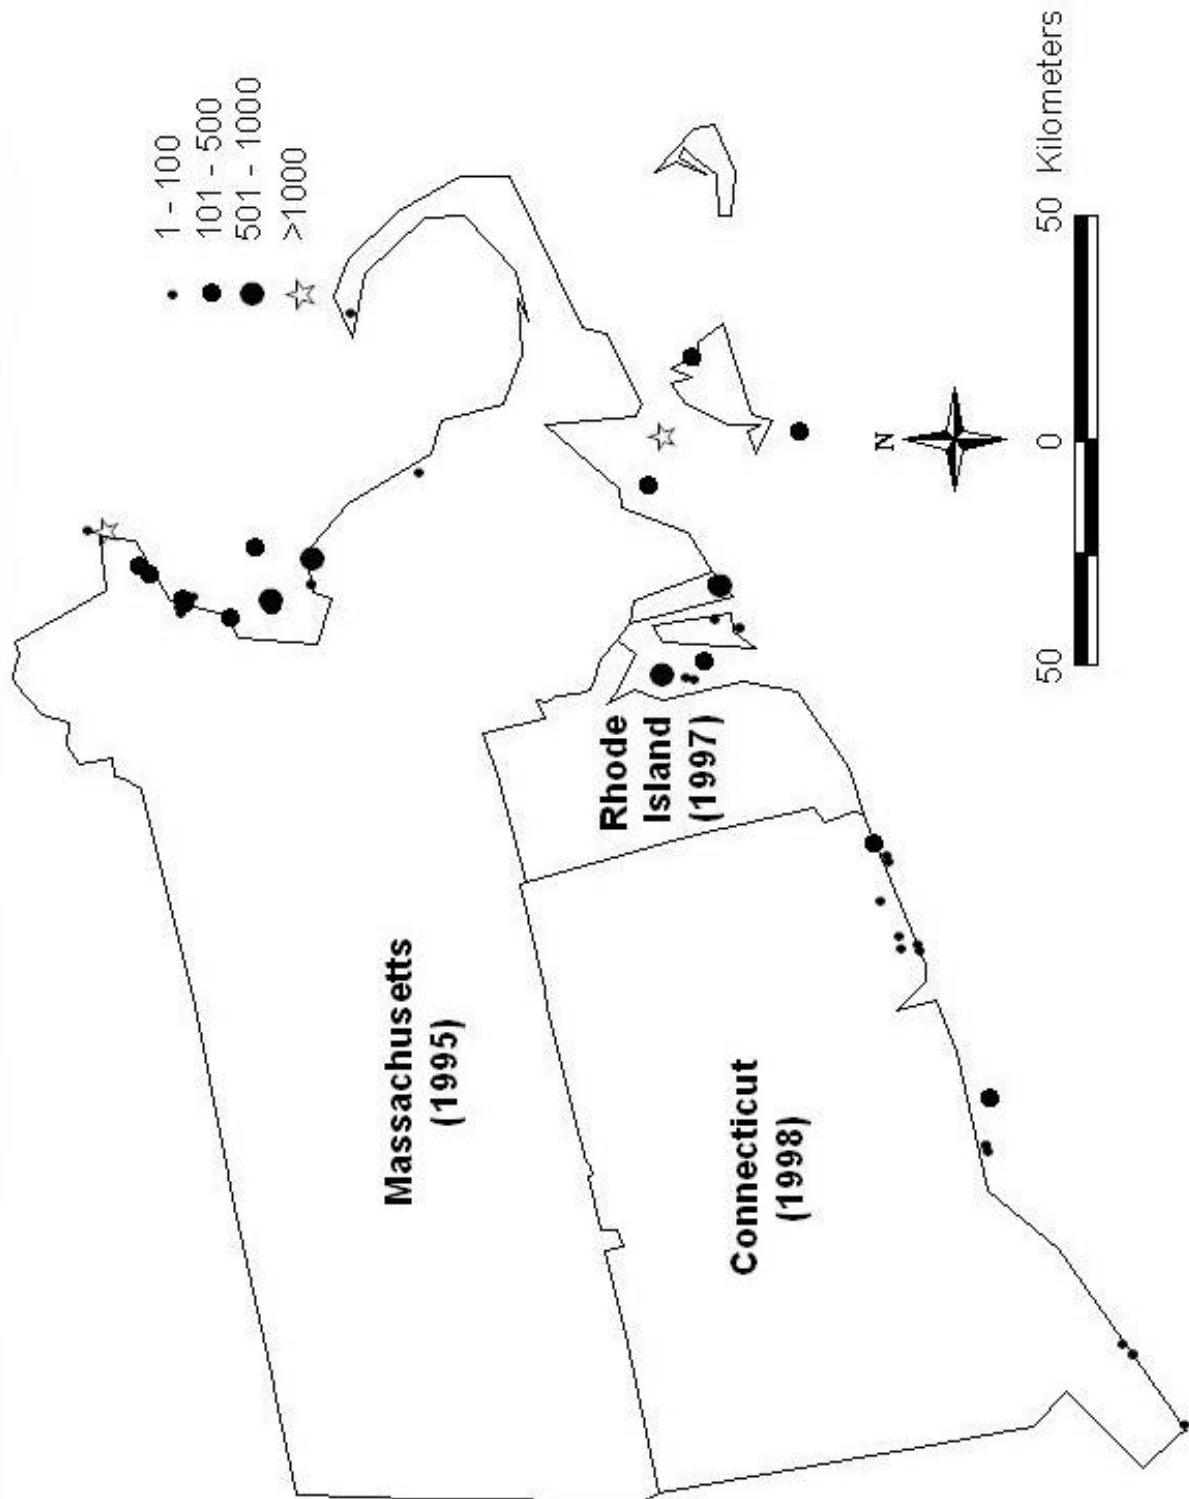 1 - 100
101 - 500
501 - 1000
>1000
Massachusetts
(1995)
Rhode
Island
(1997)
Connecticut
(1998)
N
50
0
50 Kilometers